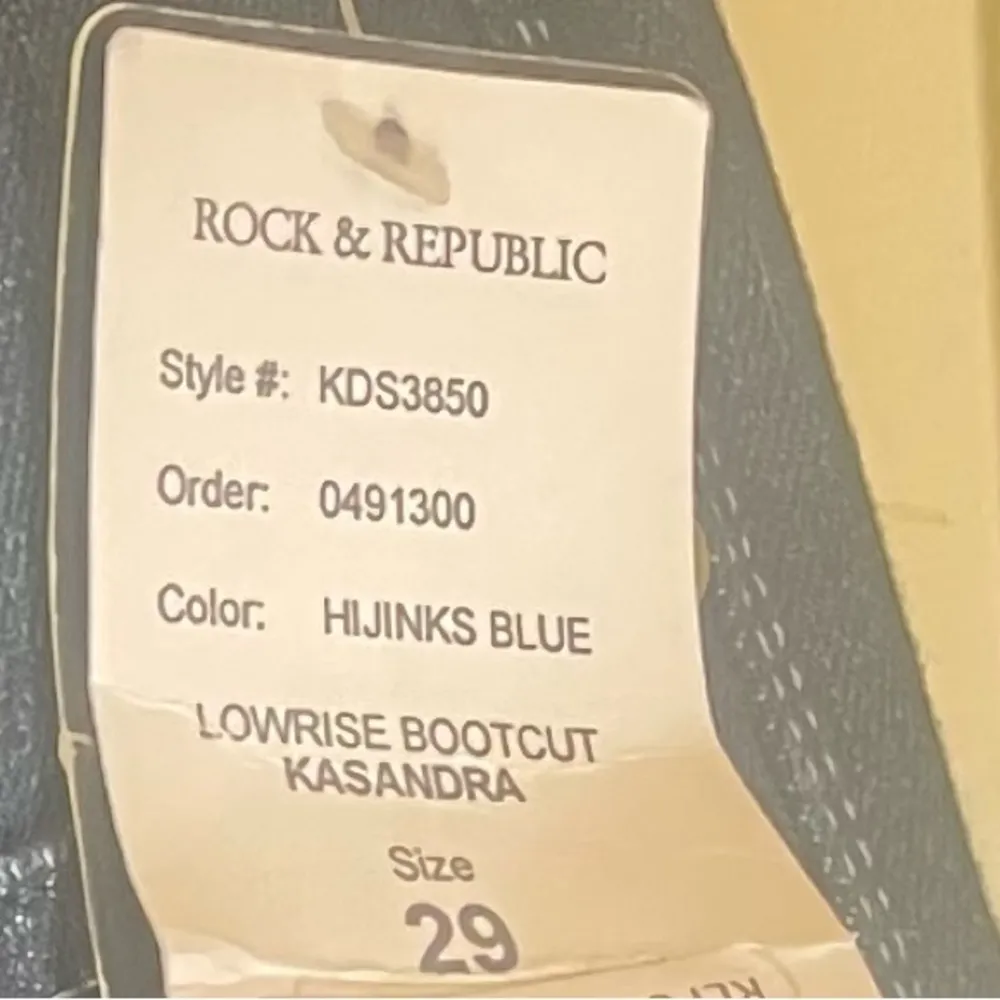 ROCK & REPUBLIC
Style #: KDS3850
Order: 0491300
Color: HIJINKS BLUE
LOWRISE BOOTCUT
KASANDRA
Size
29